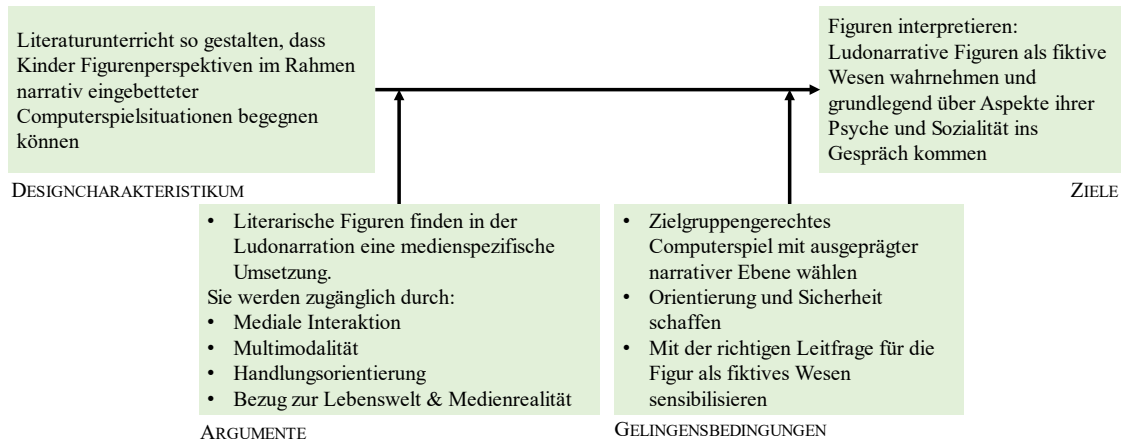 Literaturunterricht so gestalten, dass
Kinder Figurenperspektiven im Rahmen
narrativ eingebetteter
Computerspielsituationen begegnen
können
DESIGNCHARAKTERISTIKUM
Figuren interpretieren:
Ludonarrative Figuren als fiktive
Wesen wahrnehmen und
grundlegend über Aspekte ihrer
Psyche und Sozialität ins
Gespräch kommen
ZIELE
• Literarische Figuren finden in der
Ludonarration eine medienspezifische
Umsetzung.
Sie werden zugänglich durch:
• Mediale Interaktion
• Multimodalität
• Handlungsorientierung
• Bezug zur Lebenswelt & Medienrealität
ARGUMENTE
• Zielgruppengerechtes
Computerspiel mit ausgeprägter
narrativer Ebene wählen
• Orientierung und Sicherheit
schaffen
• Mit der richtigen Leitfrage für die
Figur als fiktives Wesen
sensibilisieren
GELINGENSBEDINGUNGEN